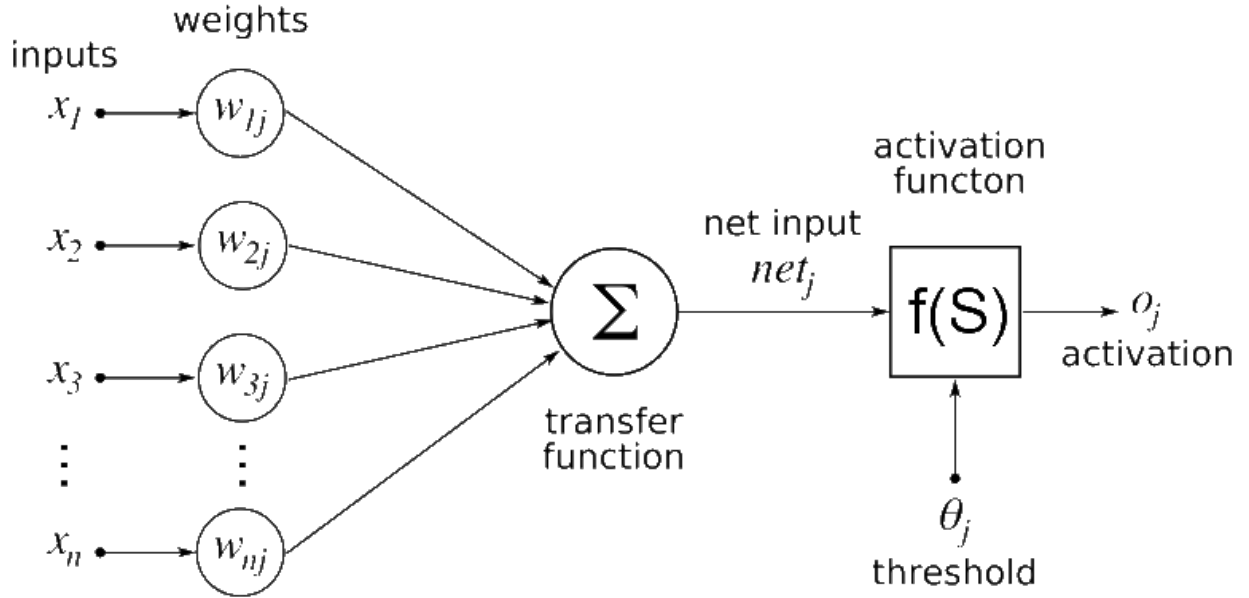 weights
inputs
x1
w1j
x2
w2j
x3
w3j
⋮ ⋮
xn
wnj
Σ
transfer
function
net input
netj
activation
functon
f(S)
oj
activation
θj
threshold